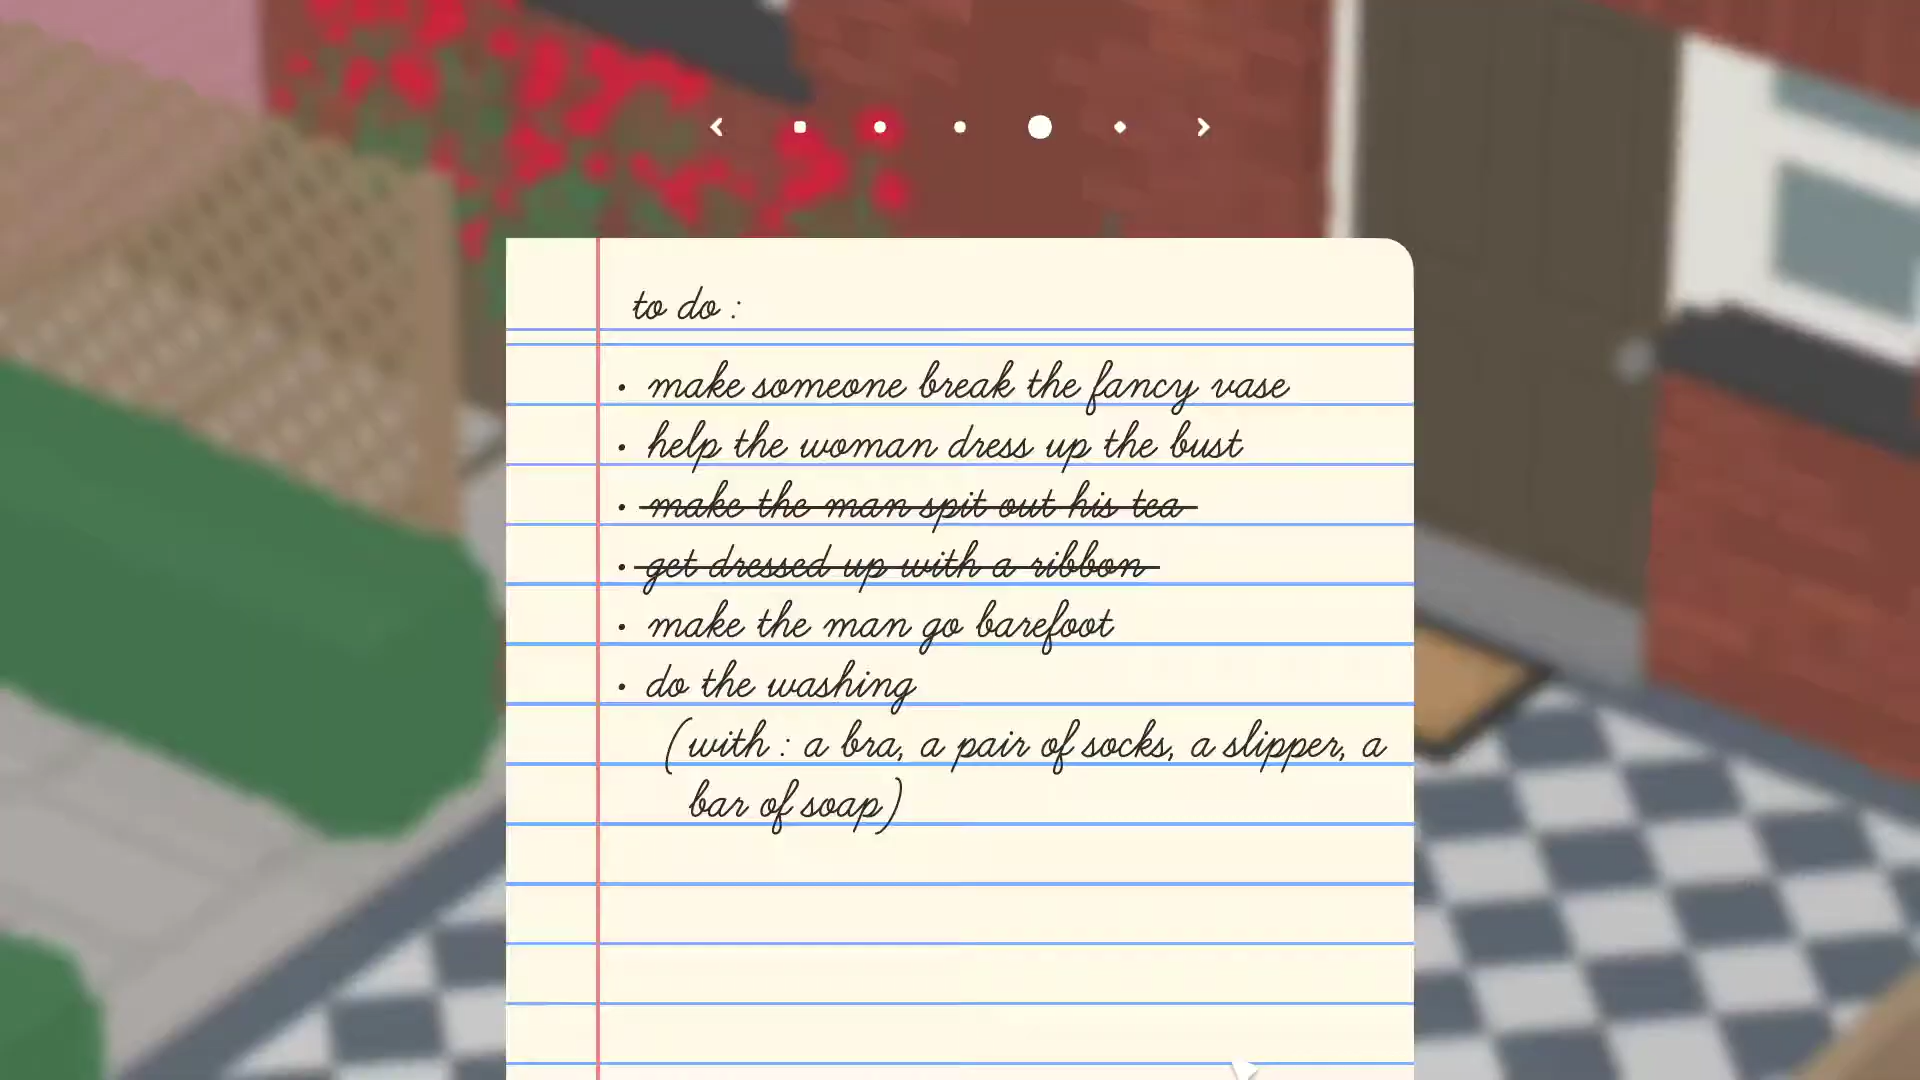 to do :
• make someone break the fancy vase
• help the woman dress up the bust
• make the man spit out his tea
• get dressed up with a ribbon
• make the man go barefoot
• do the washing
(with : a bra, a pair of socks, a slipper, a
bar of soap)